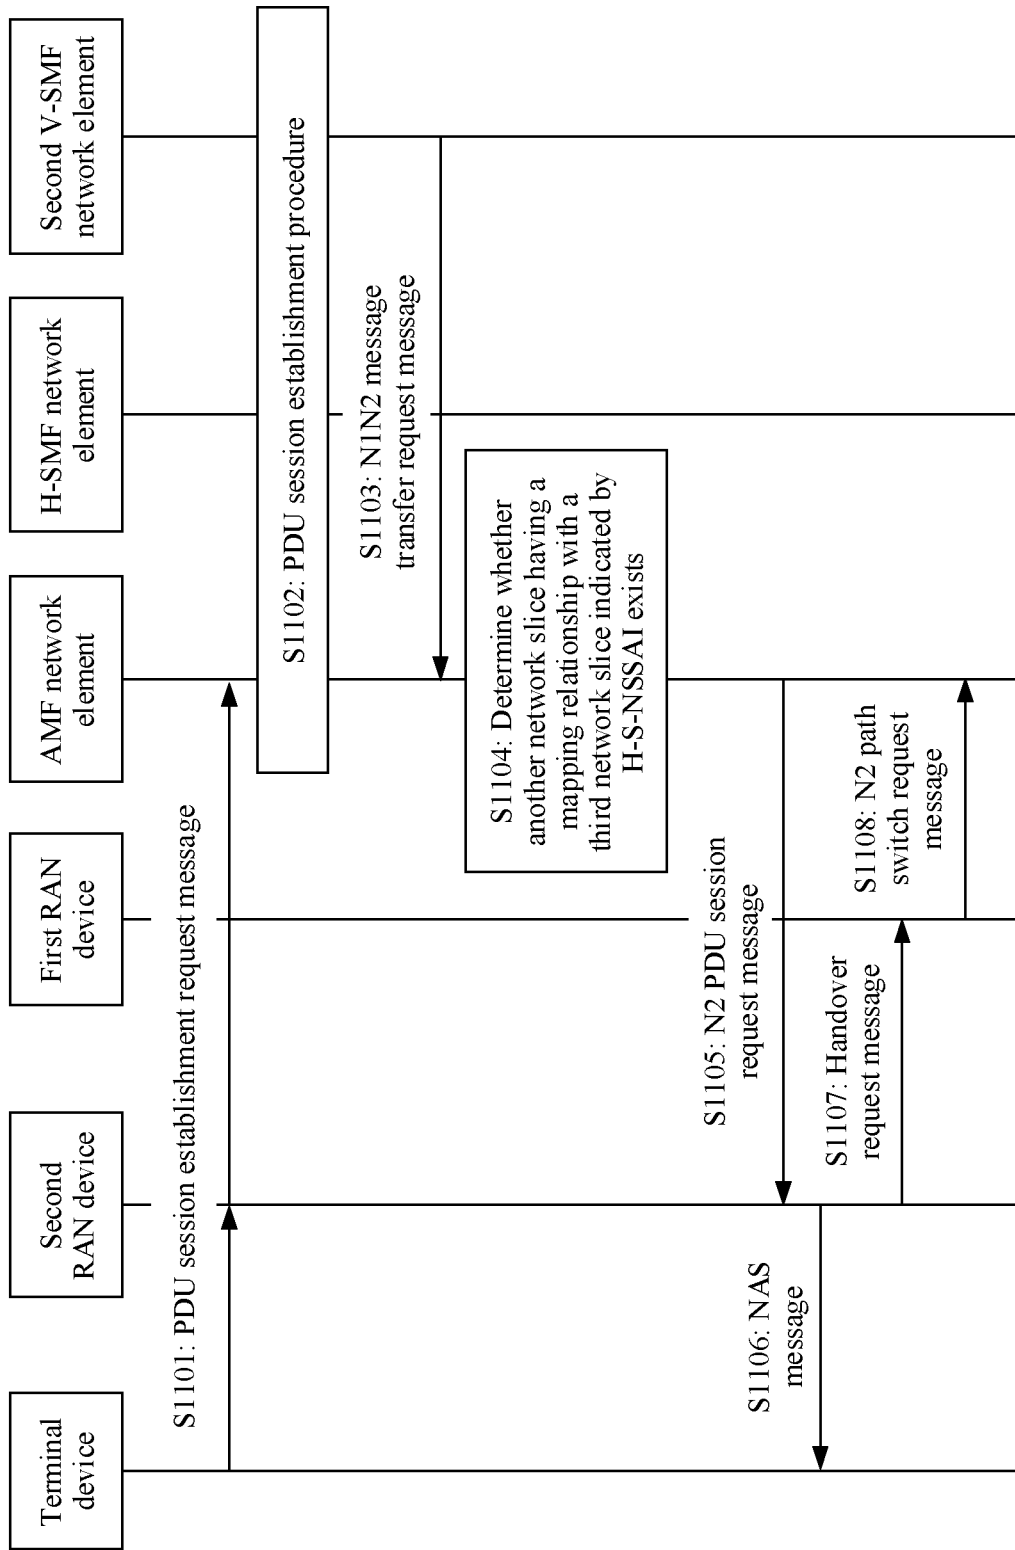 Terminal
device
Second
RAN device
First RAN
device
AMF network
element
H-SMF network
element
Second V-SMF
network element
S1101: PDU session establishment request message
S1102: PDU session establishment procedure
S1103: N1N2 message
transfer request message
S1104: Determine whether
another network slice having a
mapping relationship with a
third network slice indicated by
H-S-NSSAI exists
S1105: N2 PDU session
request message
S1106: NAS
message
S1107: Handover
request message
S1108: N2 path
switch request
message